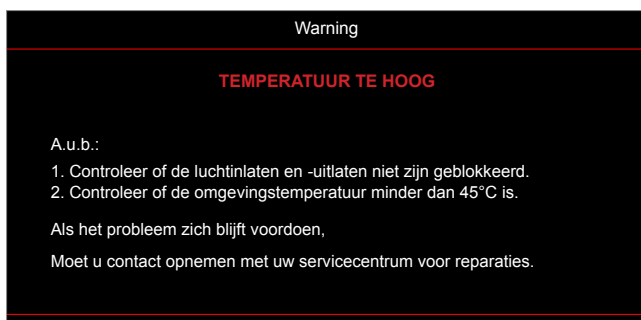 Warning
TEMPERATUUR TE HOOG
A.u.b.:
1. Controleer of de luchtinlaten en -uitlaten niet zijn geblokkeerd.
2. Controleer of de omgevingstemperatuur minder dan 45°C is.
Als het probleem zich blijft voordoen,
Moet u contact opnemen met uw servicecentrum voor reparaties.